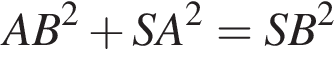 AB² + SA² = SB²